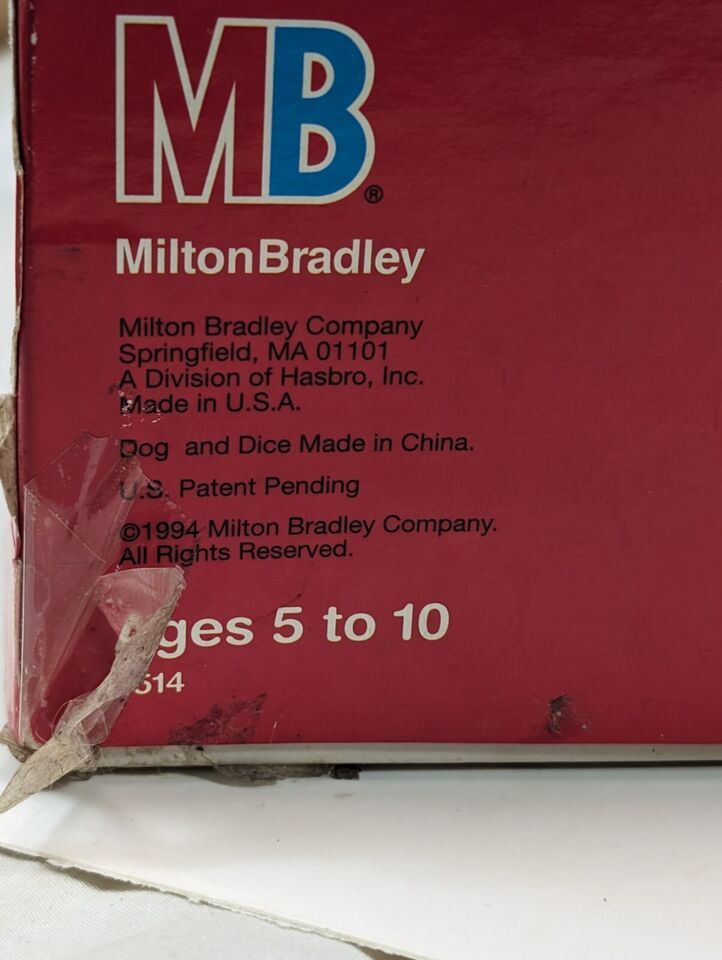 MB®
MiltonBradley
Milton Bradley Company
Springfield, MA 01101
A Division of Hasbro, Inc.
Made in U.S.A.
Dog and Dice Made in China.
U.S. Patent Pending
©1994 Milton Bradley Company.
All Rights Reserved.
Ages 5 to 10
514